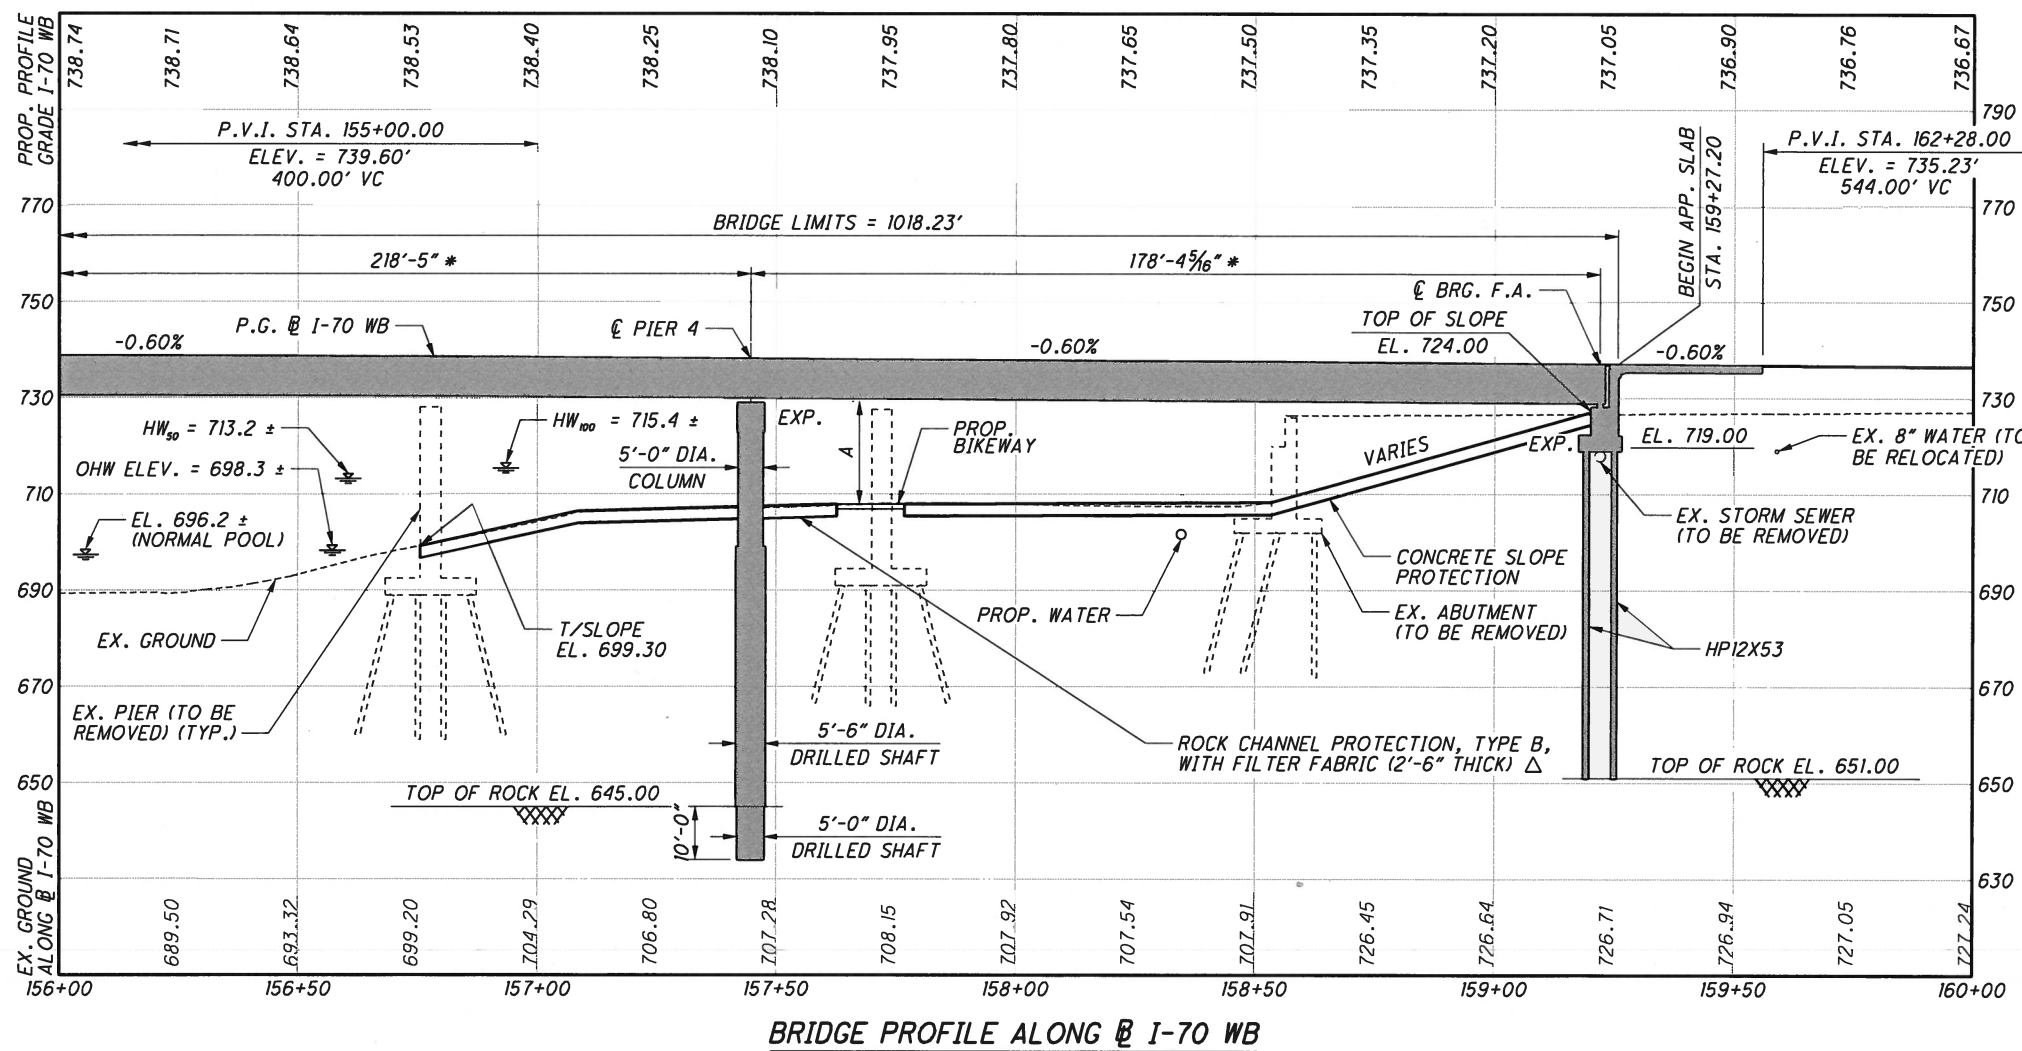 PROP. PROFILE
GRADE I-70 WB
738.74
738.71
738.64
738.53
738.40
738.25
738.10
737.95
737.80
737.65
737.50
737.35
737.20
737.05
736.90
736.76
736.67
P.V.I. STA. 155+00.00
ELEV. = 739.60'
400.00' VC
BEGIN APP. SLAB
STA. 159+27.20
P.V.I. STA. 162+28.00
ELEV. = 735.23'
544.00' VC
790
770
770
BRIDGE LIMITS = 1018.23'
218'-5" *
178'-4 5/16" *
750
750
℄ BRG. F.A.
P.G. ℄ I-70 WB
℄ PIER 4
TOP OF SLOPE
EL. 724.00
-0.60%
-0.60%
-0.60%
730
730
HW50 = 713.2 ±
HW100 = 715.4 ±
EXP.
A
PROP.
BIKEWAY
VARIES
EXP.
EL. 719.00
EX. 8" WATER (TO
BE RELOCATED)
OHW ELEV. = 698.3 ±
5'-0" DIA.
COLUMN
710
710
EL. 696.2 ±
(NORMAL POOL)
EX. STORM SEWER
(TO BE REMOVED)
CONCRETE SLOPE
PROTECTION
690
690
EX. GROUND
T/SLOPE
EL. 699.30
PROP. WATER
EX. ABUTMENT
(TO BE REMOVED)
HP12X53
670
670
EX. PIER (TO BE
REMOVED) (TYP.)
5'-6" DIA.
DRILLED SHAFT
ROCK CHANNEL PROTECTION, TYPE B,
WITH FILTER FABRIC (2'-6" THICK) △
TOP OF ROCK EL. 651.00
650
650
TOP OF ROCK EL. 645.00
10'-0"
5'-0" DIA.
DRILLED SHAFT
630
EX. GROUND
ALONG ℄ I-70 WB
689.50
693.32
699.20
704.29
706.80
707.28
708.15
707.92
707.54
707.91
726.45
726.64
726.71
726.94
727.05
727.24
156+00
156+50
157+00
157+50
158+00
158+50
159+00
159+50
160+00
BRIDGE PROFILE ALONG ℄ I-70 WB